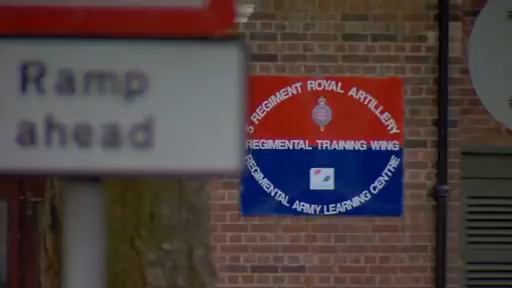 Ramp
ahead
5 REGIMENT ROYAL ARTILLERY
REGIMENTAL TRAINING WING
REGIMENTAL ARMY LEARNING CENTRE